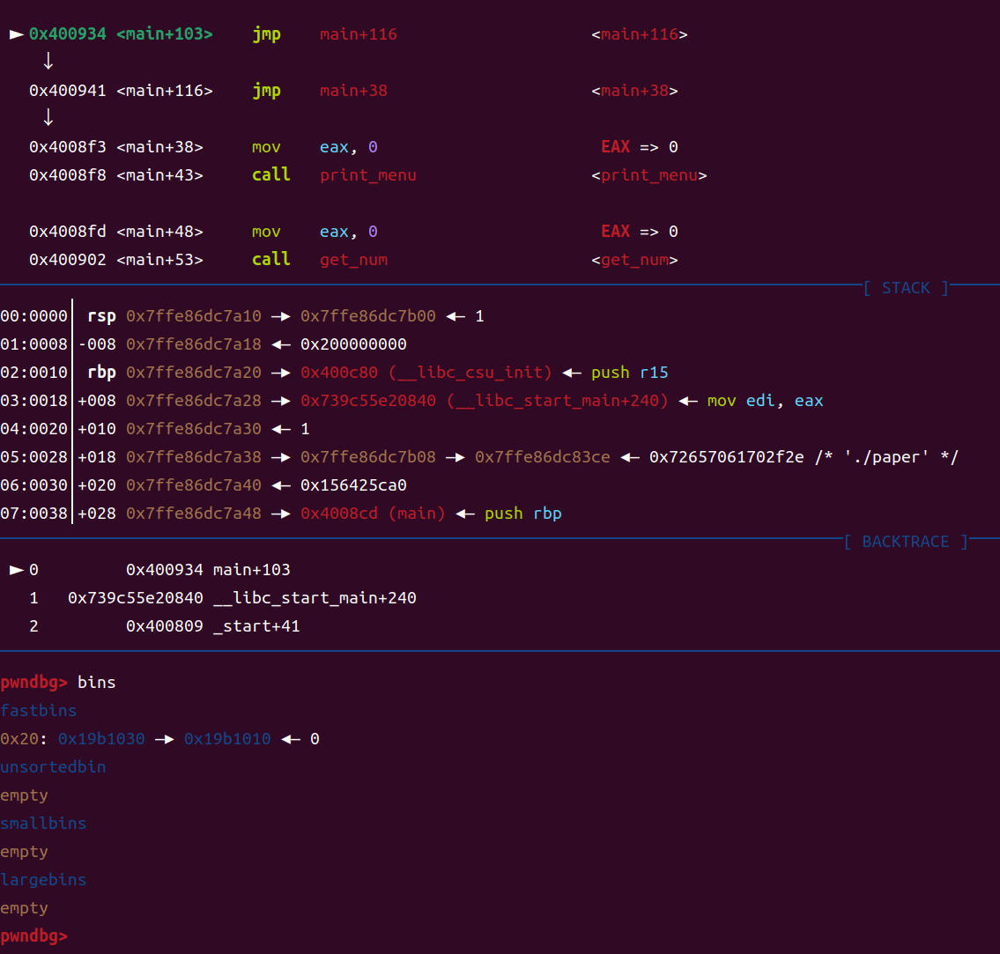 ► 0x400934 <main+103>    jmp    main+116                    <main+116>
↓
0x400941 <main+116>    jmp    main+38                     <main+38>
↓
0x4008f3 <main+38>     mov    eax, 0                       EAX => 0
0x4008f8 <main+43>     call   print_menu                  <print_menu>
0x4008fd <main+48>     mov    eax, 0                       EAX => 0
0x400902 <main+53>     call   get_num                     <get_num>
[ STACK ]
00:0000│ rsp 0x7ffe86dc7a10 —▸ 0x7ffe86dc7b00 ◂— 1
01:0008│-008 0x7ffe86dc7a18 ◂— 0x200000000
02:0010│ rbp 0x7ffe86dc7a20 —▸ 0x400c80 (__libc_csu_init) ◂— push r15
03:0018│+008 0x7ffe86dc7a28 —▸ 0x739c55e20840 (__libc_start_main+240) ◂— mov edi, eax
04:0020│+010 0x7ffe86dc7a30 ◂— 1
05:0028│+018 0x7ffe86dc7a38 —▸ 0x7ffe86dc7b08 —▸ 0x7ffe86dc83ce ◂— 0x72657061702f2e /* './paper' */
06:0030│+020 0x7ffe86dc7a40 ◂— 0x156425ca0
07:0038│+028 0x7ffe86dc7a48 —▸ 0x4008cd (main) ◂— push rbp
[ BACKTRACE ]
► 0         0x400934 main+103
1   0x739c55e20840 __libc_start_main+240
2         0x400809 _start+41
pwndbg> bins
fastbins
0x20: 0x19b1030 —▸ 0x19b1010 ◂— 0
unsortedbin
empty
smallbins
empty
largebins
empty
pwndbg>